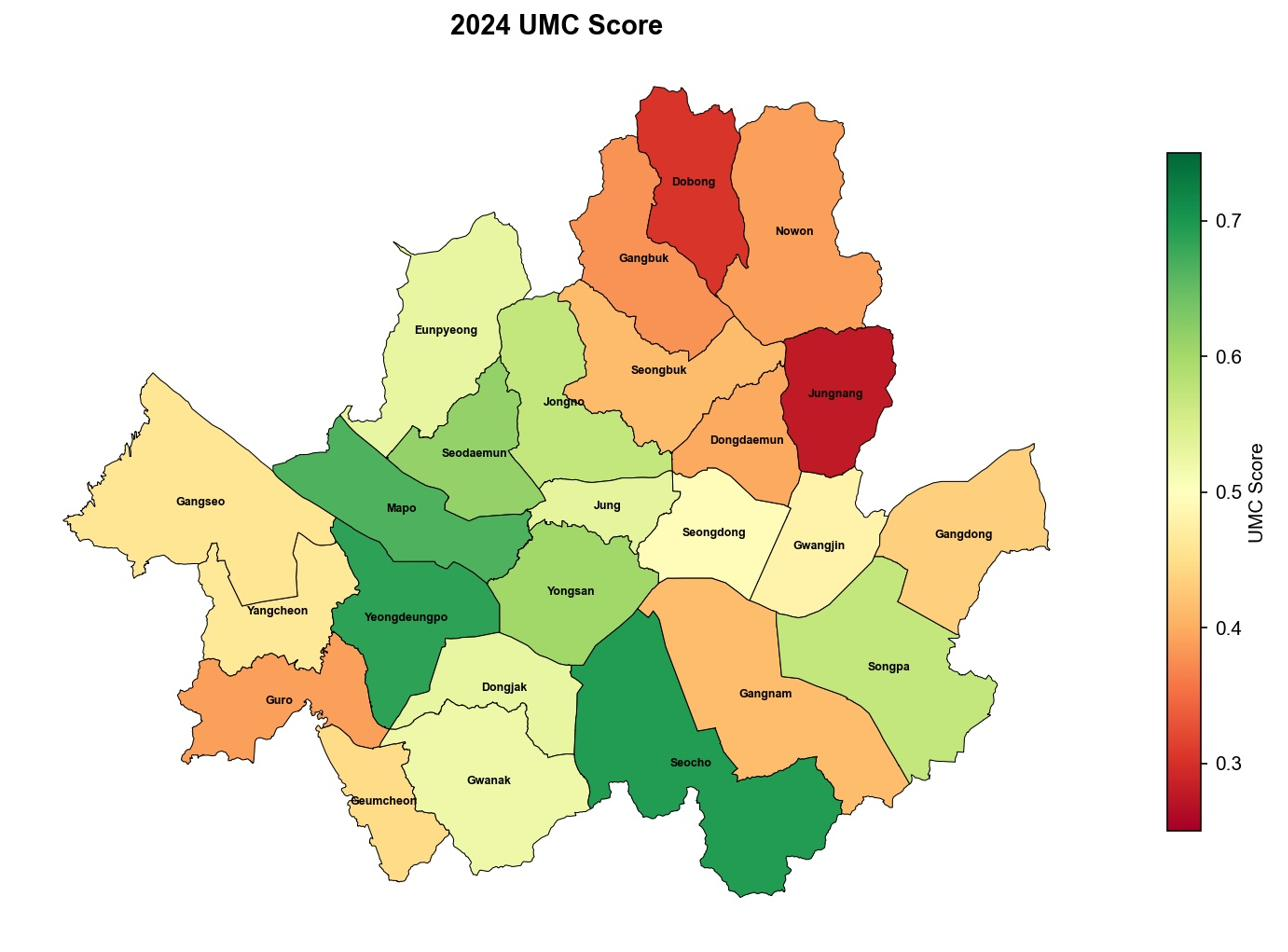 2024 UMC Score
Dobong
Nowon
Gangbuk
Eunpyeong
Seongbuk
Jungnang
Jongno
Dongdaemun
Seodaemun
Gangseo
Mapo
Jung
Seongdong
Gangdong
Gwangjin
Yongsan
Yangcheon
Yeongdeungpo
Songpa
Dongjak
Gangnam
Guro
Seocho
Gwanak
Geumcheon
0.7
0.6
0.5
0.4
0.3
UMC Score